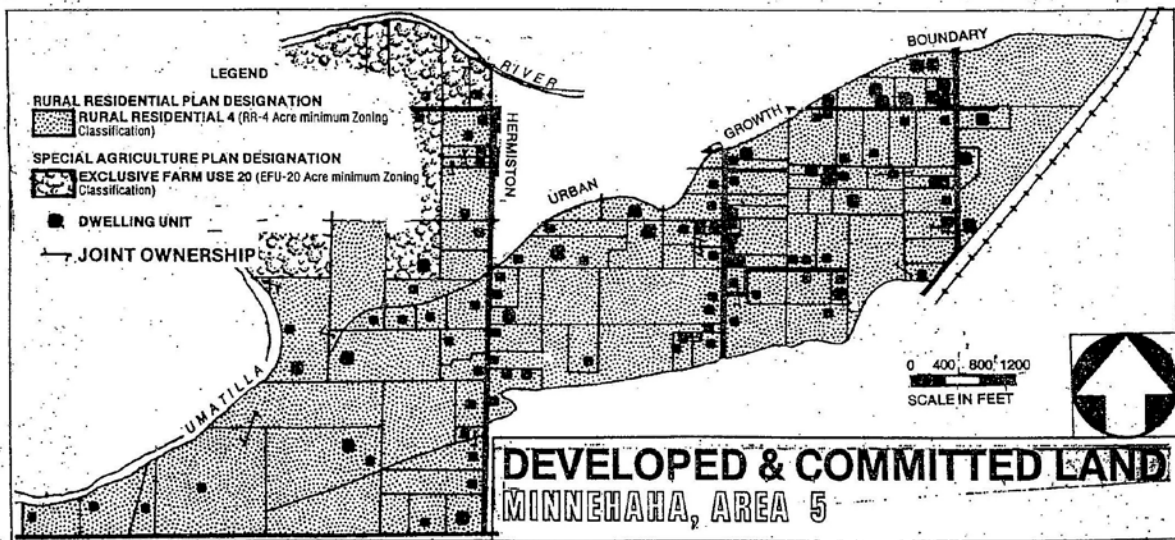 LEGEND
RURAL RESIDENTIAL PLAN DESIGNATION
RURAL RESIDENTIAL 4 (RR-4 Acre minimum Zoning
Classification)
SPECIAL AGRICULTURE PLAN DESIGNATION
EXCLUSIVE FARM USE 20 (EFU-20 Acre minimum Zoning
Classification)
DWELLING UNIT
JOINT OWNERSHIP
UMATILLA
RIVER
HERMISTON
URBAN
GROWTH
BOUNDARY
0 400 800 1200
SCALE IN FEET
DEVELOPED & COMMITTED LAND
MINNEHAHA, AREA 5